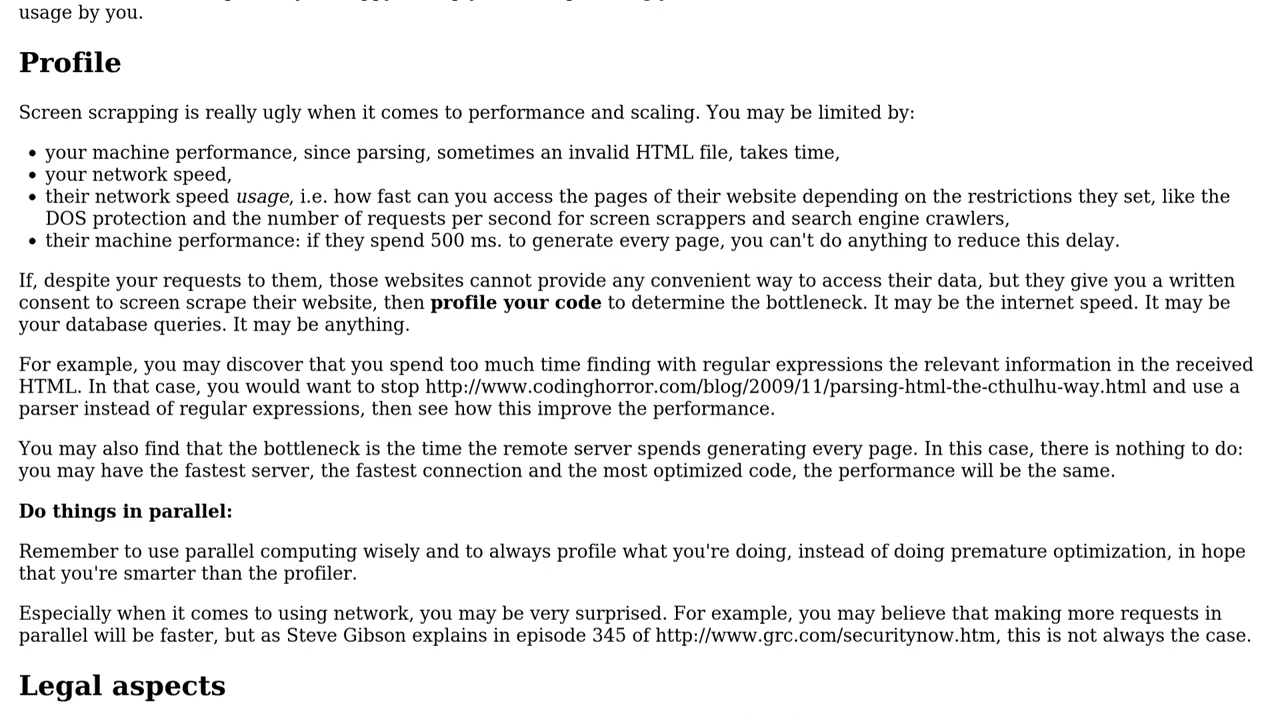 usage by you.
Profile
Screen scrapping is really ugly when it comes to performance and scaling. You may be limited by:
• your machine performance, since parsing, sometimes an invalid HTML file, takes time,
• your network speed,
• their network speed usage, i.e. how fast can you access the pages of their website depending on the restrictions they set, like the
DOS protection and the number of requests per second for screen scrappers and search engine crawlers,
• their machine performance: if they spend 500 ms. to generate every page, you can't do anything to reduce this delay.
If, despite your requests to them, those websites cannot provide any convenient way to access their data, but they give you a written
consent to screen scrape their website, then profile your code to determine the bottleneck. It may be the internet speed. It may be
your database queries. It may be anything.
For example, you may discover that you spend too much time finding with regular expressions the relevant information in the received
HTML. In that case, you would want to stop http://www.codinghorror.com/blog/2009/11/parsing-html-the-cthulhu-way.html and use a
parser instead of regular expressions, then see how this improve the performance.
You may also find that the bottleneck is the time the remote server spends generating every page. In this case, there is nothing to do:
you may have the fastest server, the fastest connection and the most optimized code, the performance will be the same.
Do things in parallel:
Remember to use parallel computing wisely and to always profile what you're doing, instead of doing premature optimization, in hope
that you're smarter than the profiler.
Especially when it comes to using network, you may be very surprised. For example, you may believe that making more requests in
parallel will be faster, but as Steve Gibson explains in episode 345 of http://www.grc.com/securitynow.htm, this is not always the case.
Legal aspects